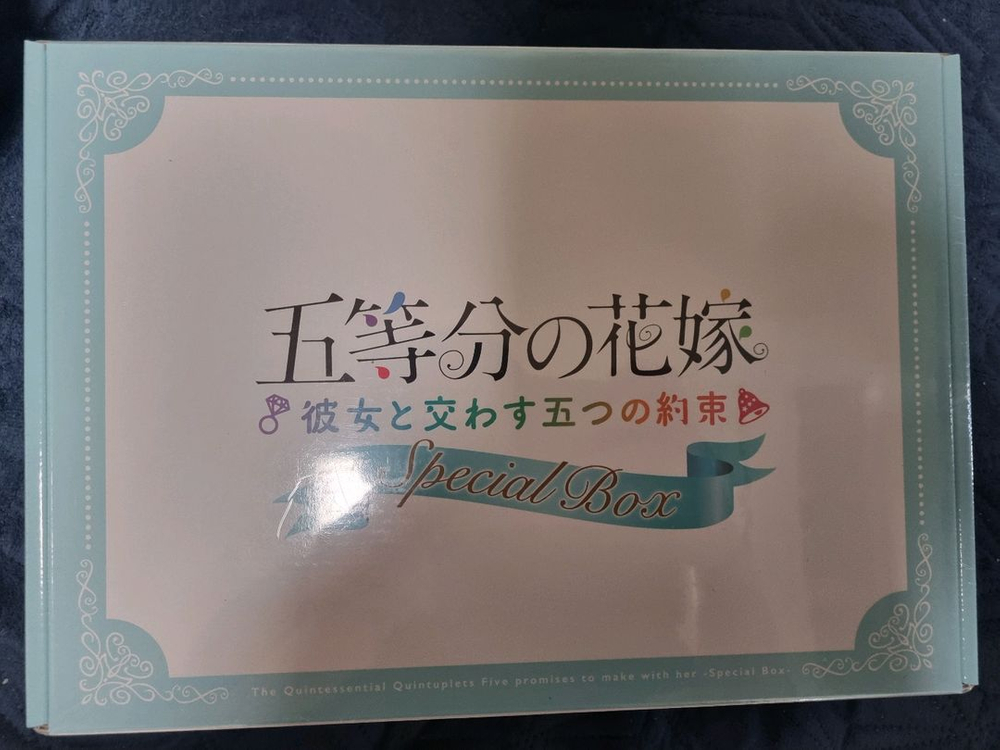 五等分の花嫁
彼女と交わす五つの約束
Special Box
The Quintessential Quintuplets Five promises to make with her -Special Box-